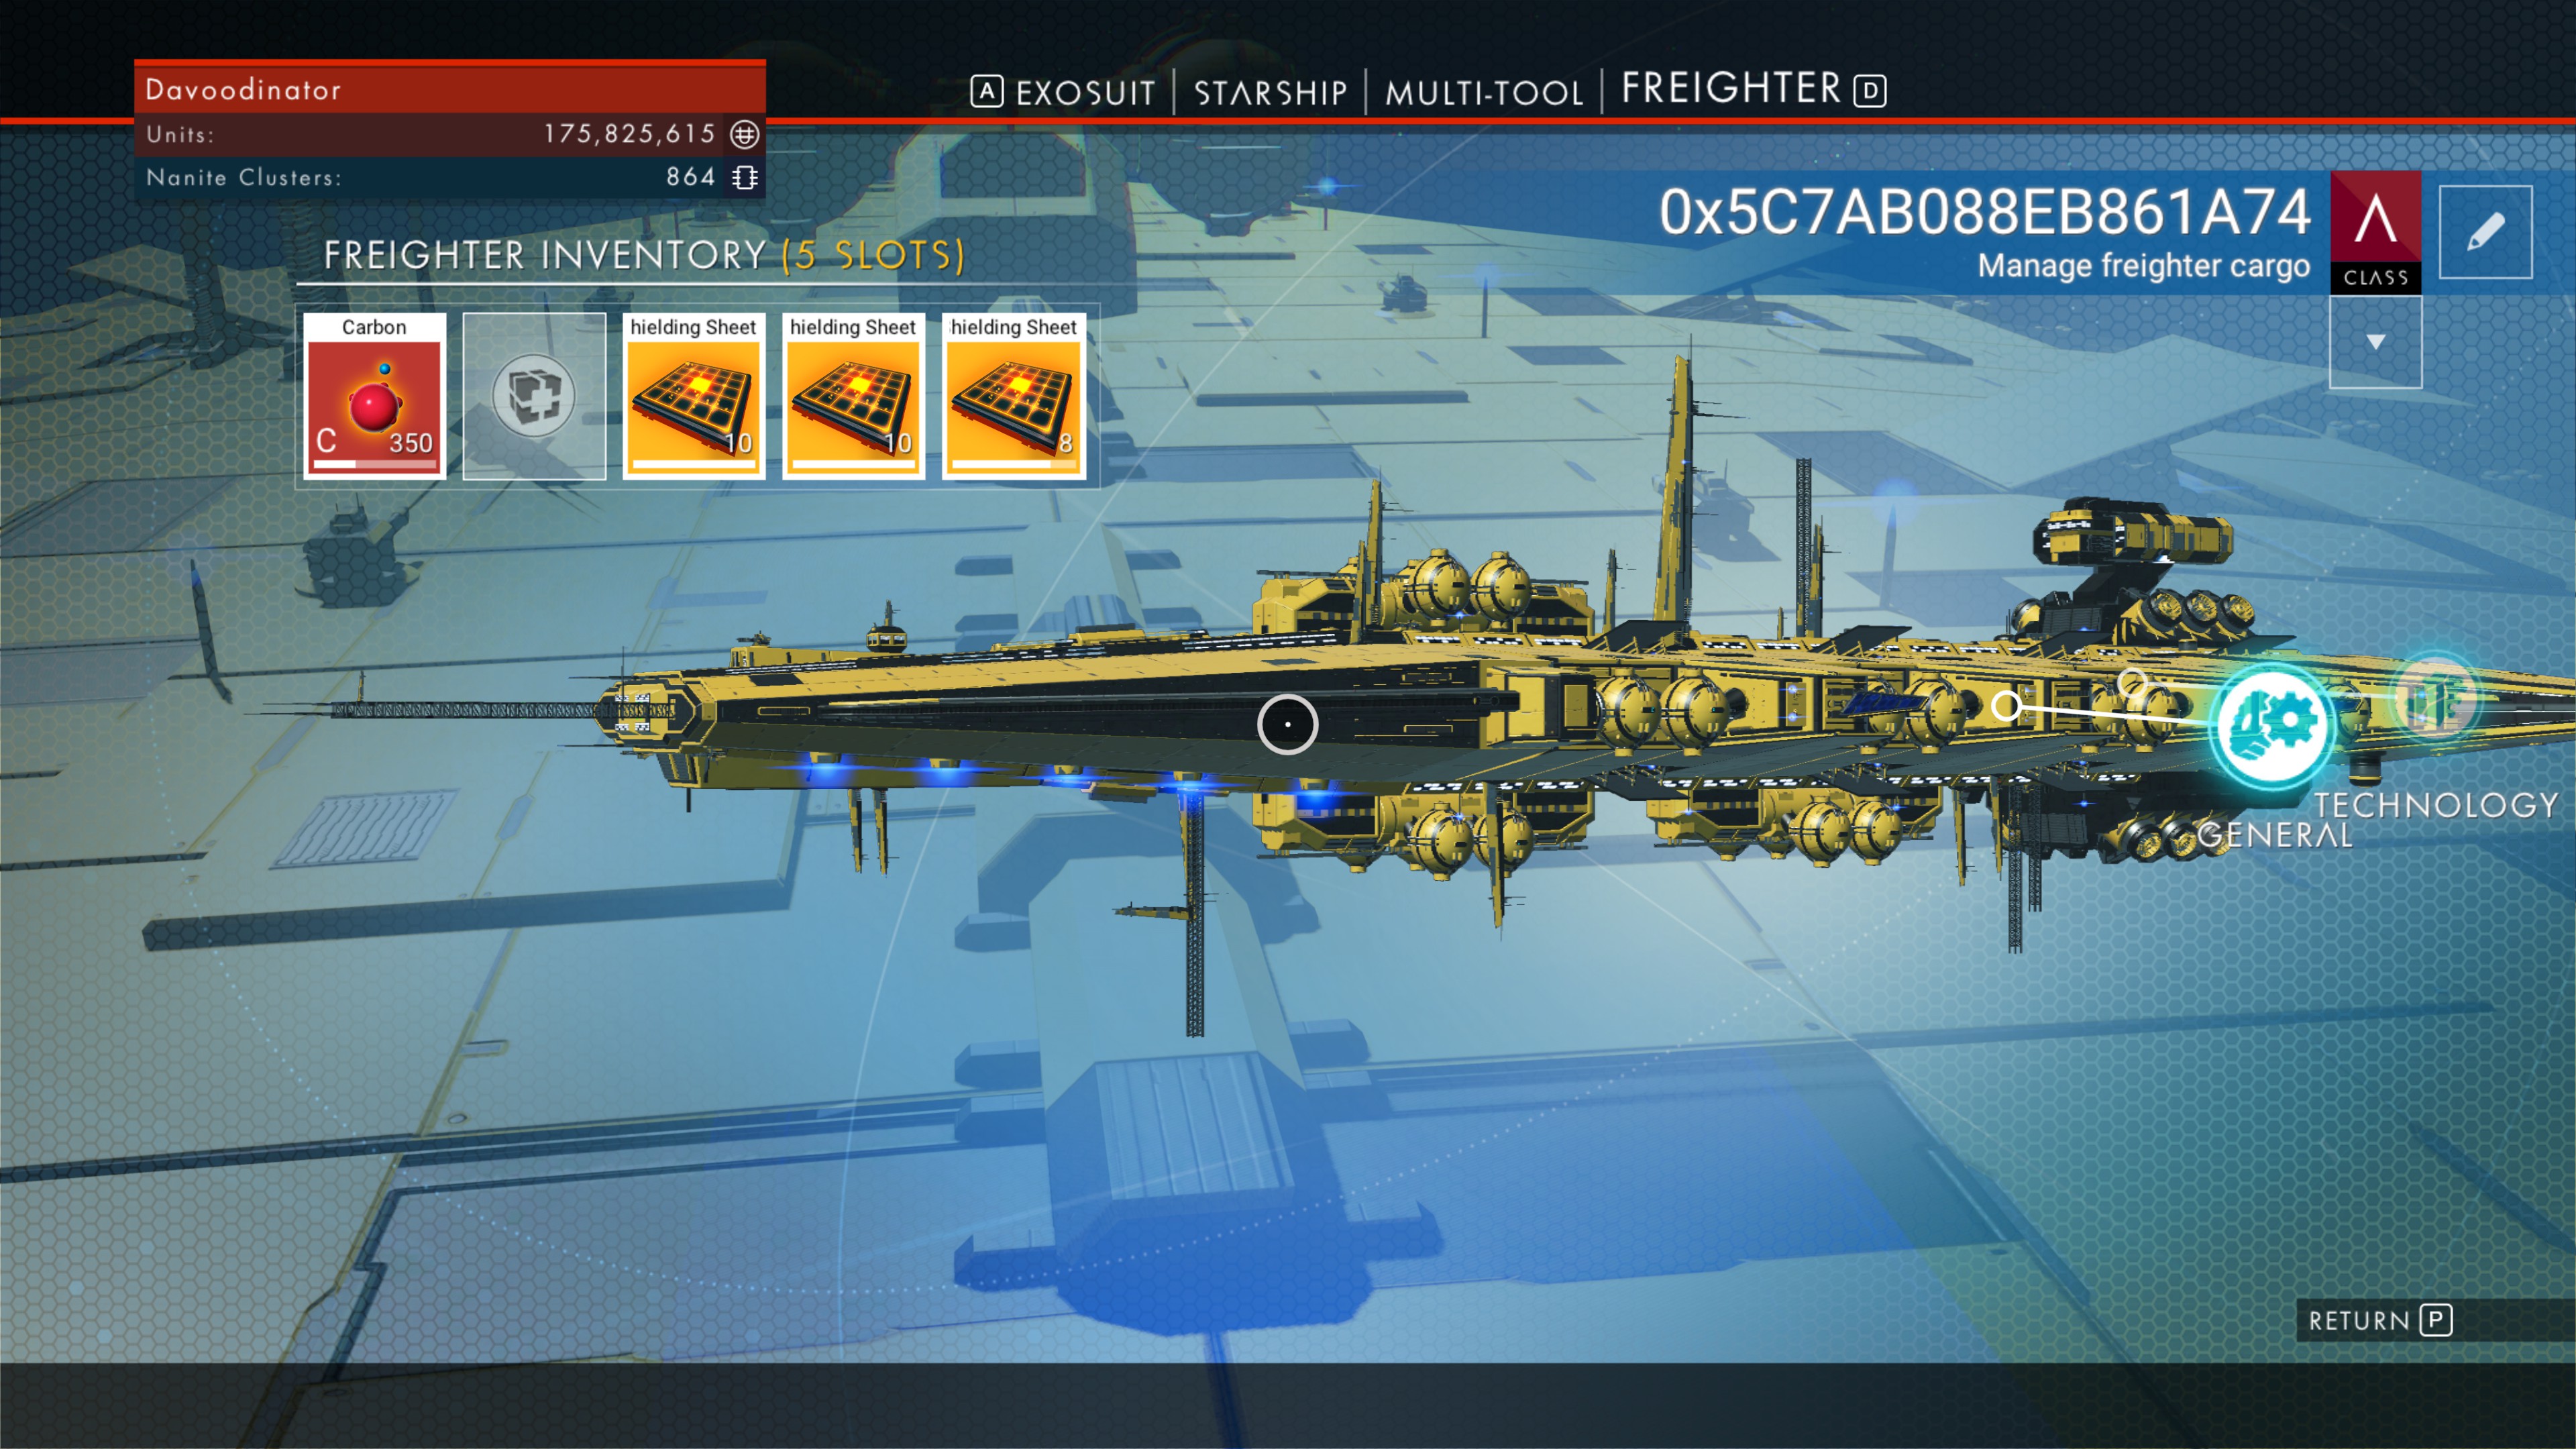 Davoodinator
Units: 175,825,615
Nanite Clusters: 864
A EXOSUIT STARSHIP MULTI-TOOL FREIGHTER D
0x5C7AB088EB861A74
Manage freighter cargo
A
CLASS
FREIGHTER INVENTORY (5 SLOTS)
Carbon
C 350
hielding Sheet
10
hielding Sheet
10
hielding Sheet
8
TECHNOLOGY
GENERAL
RETURN P